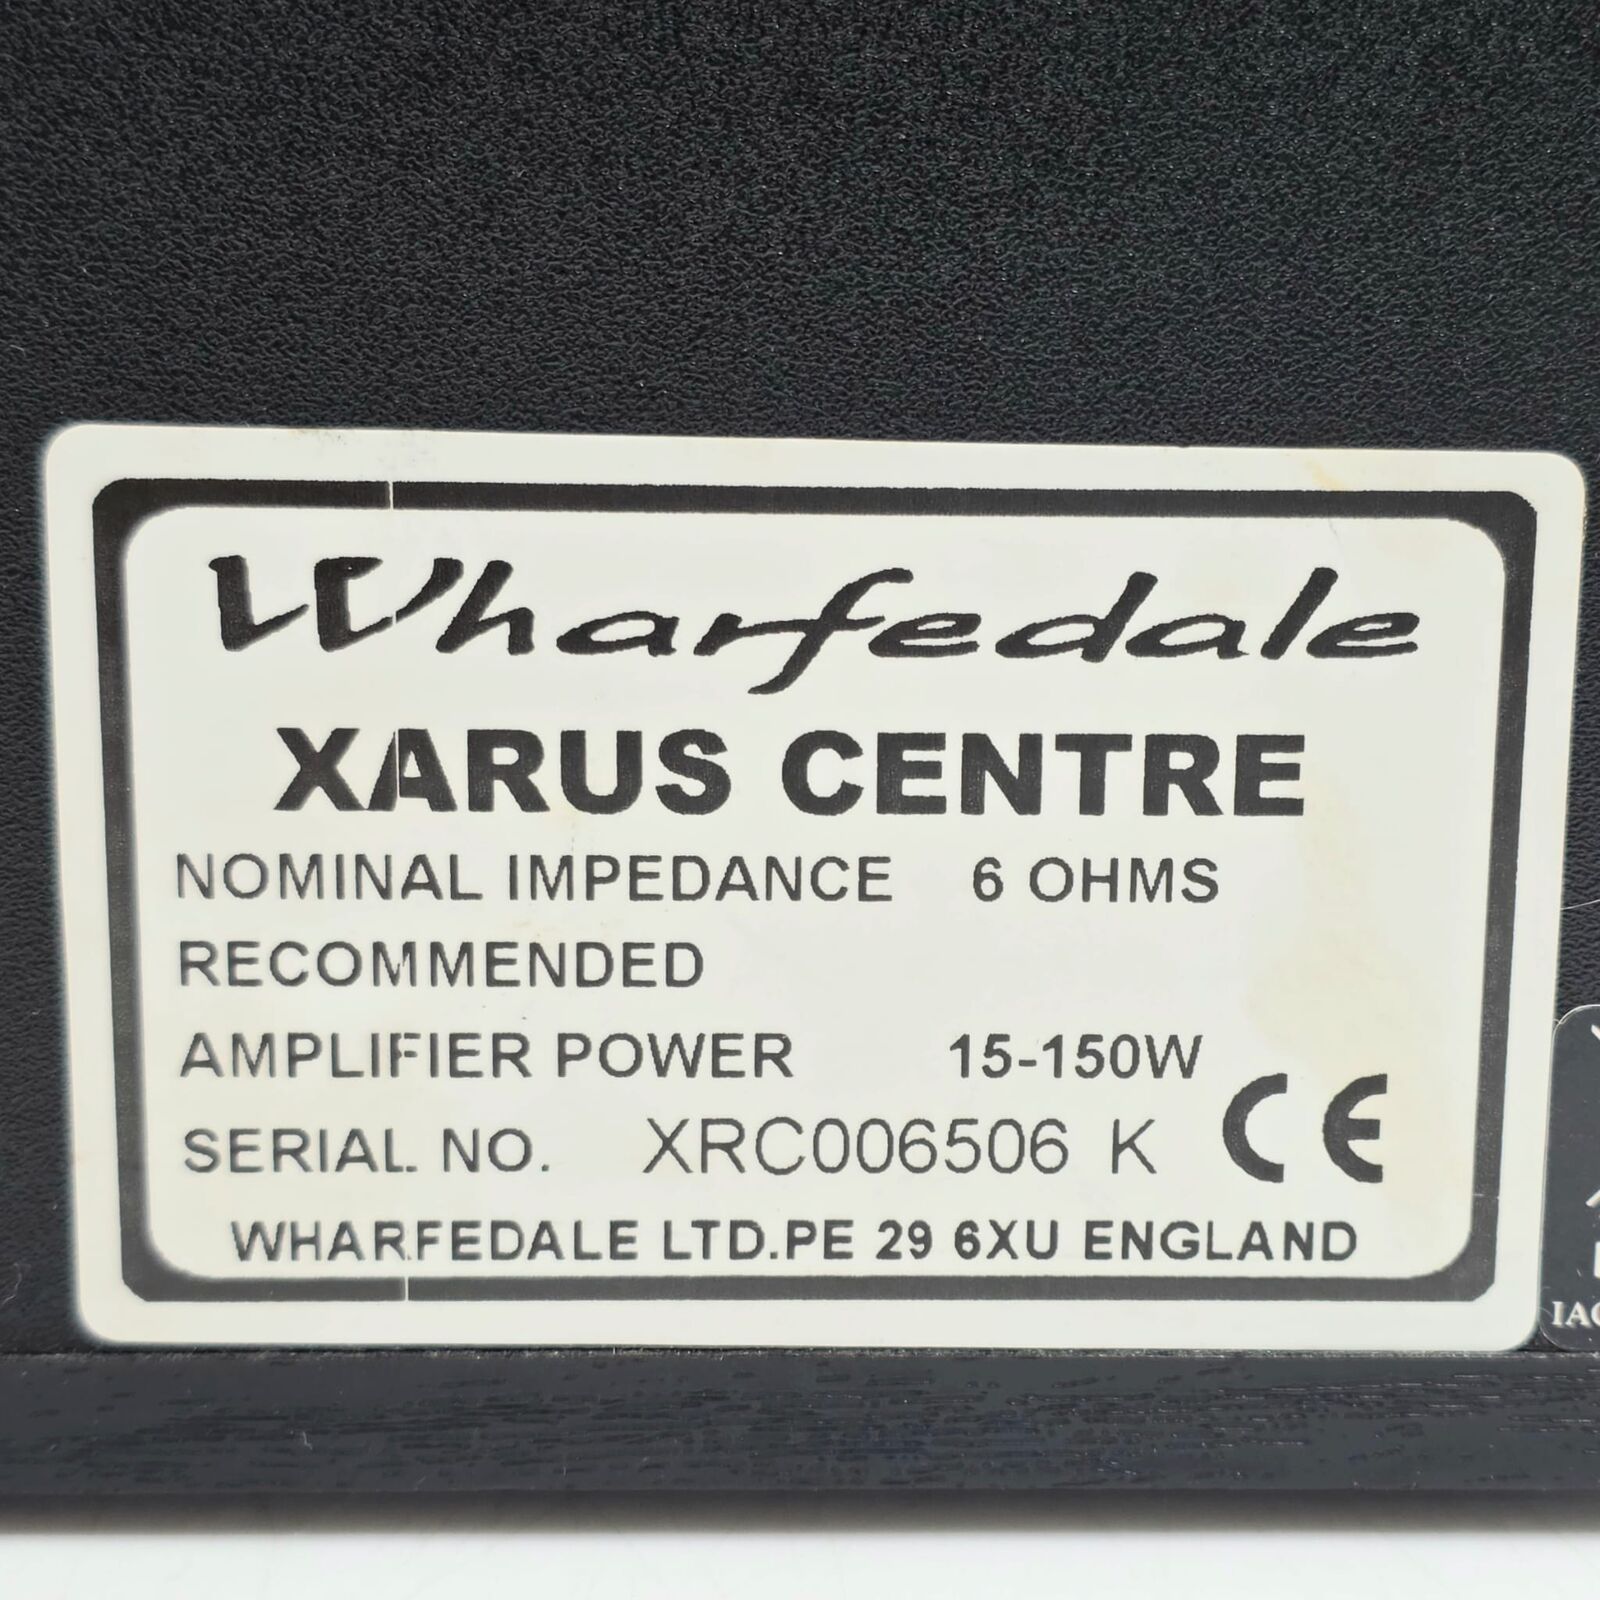 Wharfedale
XARUS CENTRE
NOMINAL IMPEDANCE 6 OHMS
RECOMMENDED
AMPLIFIER POWER 15-150W
SERIAL NO. XRC006506 K CE
WHARFEDALE LTD.PE 29 6XU ENGLAND